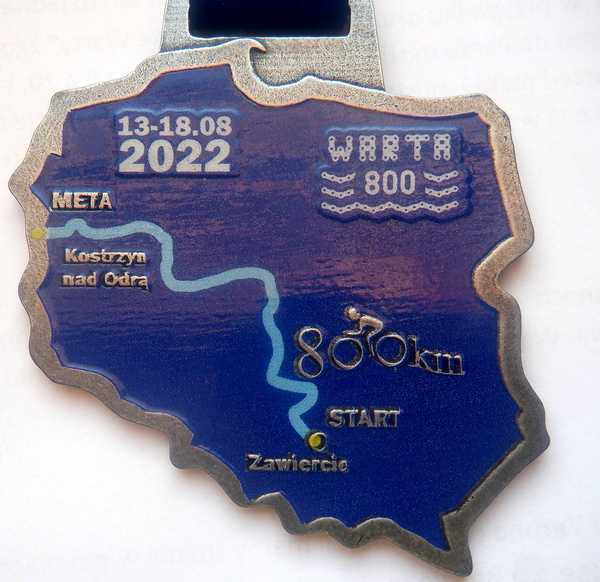 13-18.08
2022
WARTA
800
META
Kostrzyn
nad Odrą
800km
START
Zawiercie